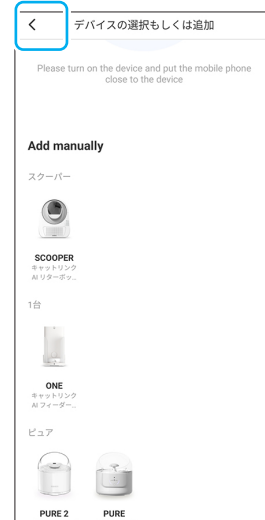 デバイスの選択もしくは追加
Please turn on the device and put the mobile phone
close to the device
Add manually
スクーパー
SCOOPER
キャットリンク
AI リターボッ...
1台
ONE
キャットリンク
AI フィーダー...
ピュア
PURE 2
PURE